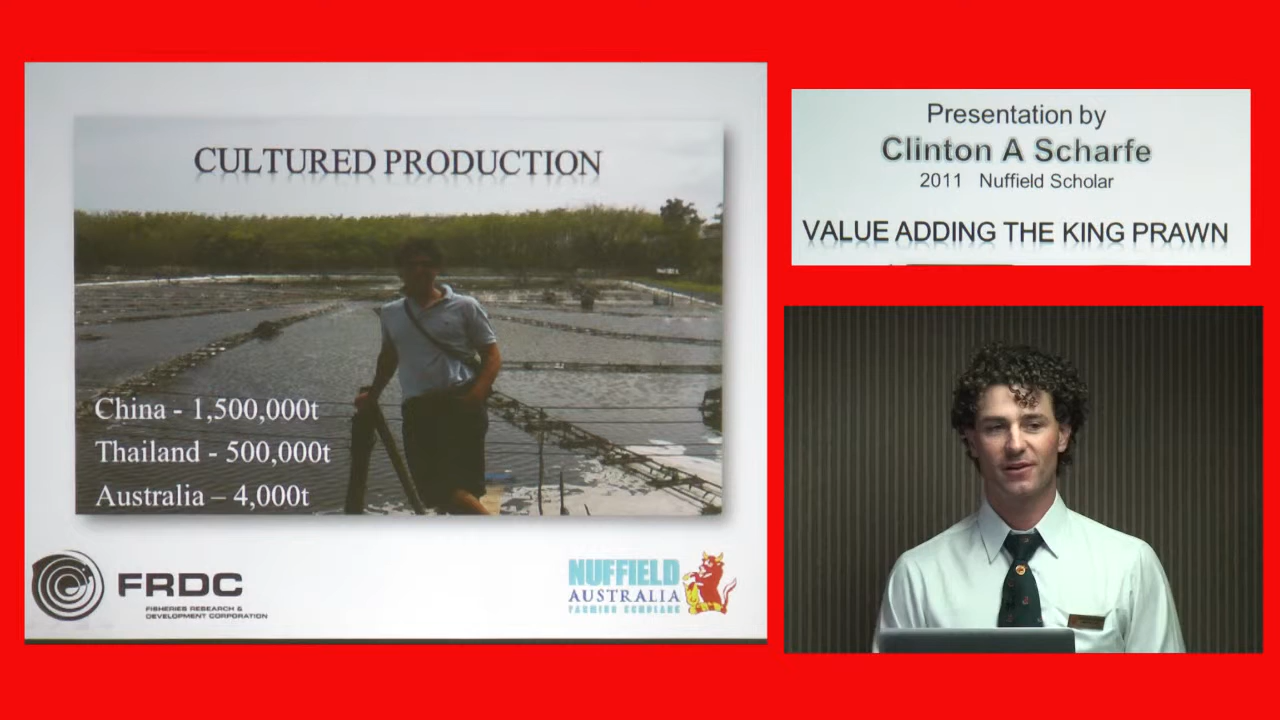 CULTURED PRODUCTION
China - 1,500,000t
Thailand - 500,000t
Australia – 4,000t
FRDC
FISHERIES RESEARCH &
DEVELOPMENT CORPORATION
NUFFIELD
AUSTRALIA
FARMING SCHOLARS
Presentation by
Clinton A Scharfe
2011 Nuffield Scholar
VALUE ADDING THE KING PRAWN